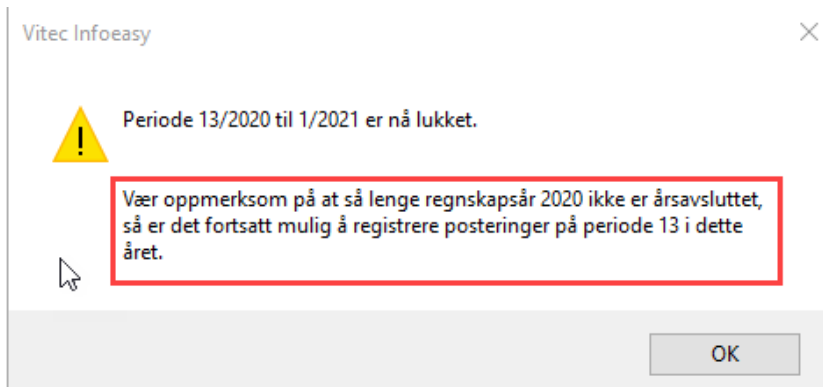 Vitec Infoeasy
Periode 13/2020 til 1/2021 er nå lukket.
Vær oppmerksom på at så lenge regnskapsår 2020 ikke er årsavsluttet,
så er det fortsatt mulig å registrere posteringer på periode 13 i dette
året.
OK